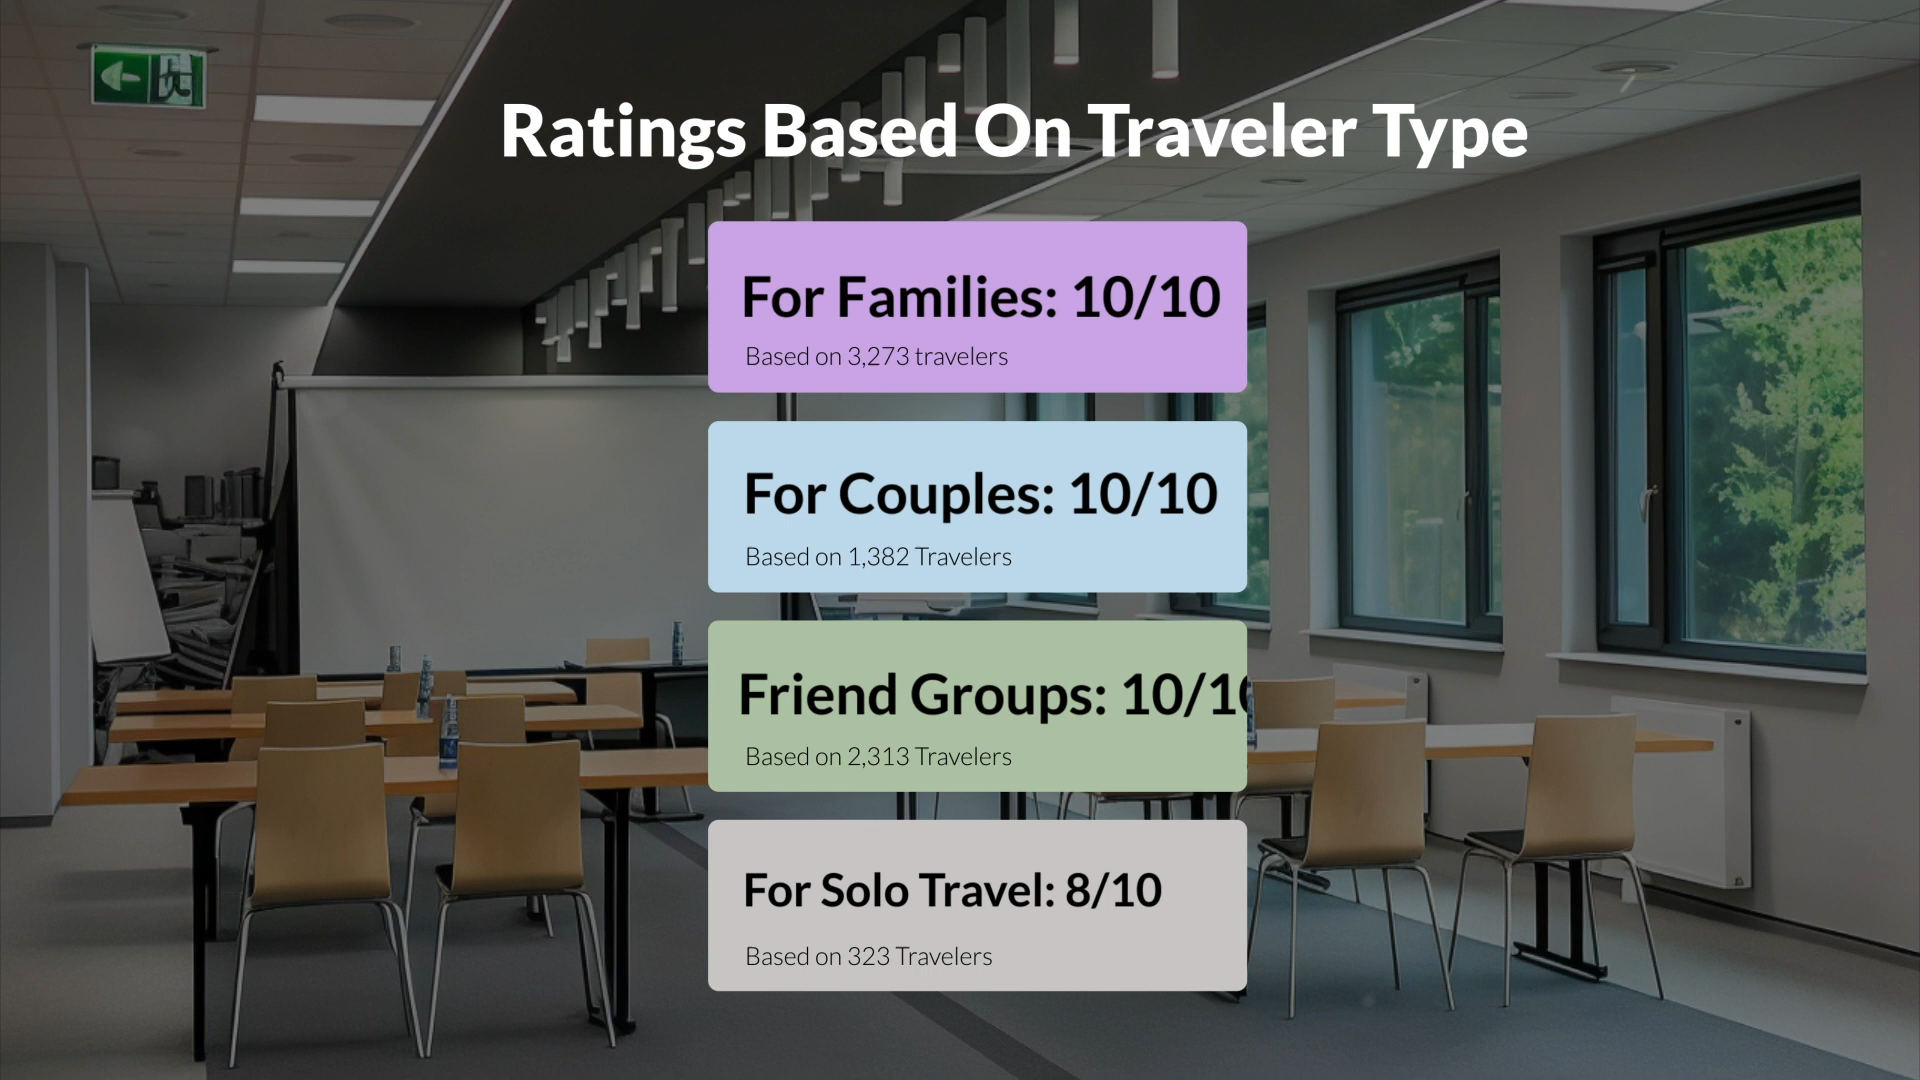 Ratings Based On Traveler Type
For Families: 10/10
Based on 3,273 travelers
For Couples: 10/10
Based on 1,382 Travelers
Friend Groups: 10/10
Based on 2,313 Travelers
For Solo Travel: 8/10
Based on 323 Travelers